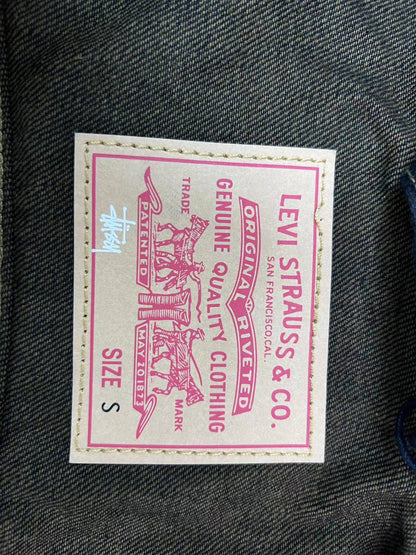 LEVI STRAUSS & CO.
SAN FRANCISCO, CAL.
ORIGINAL RIVETED
GENUINE QUALITY CLOTHING
TRADE MARK
PATENTED MAY 20 1873
Stüssy
SIZE S